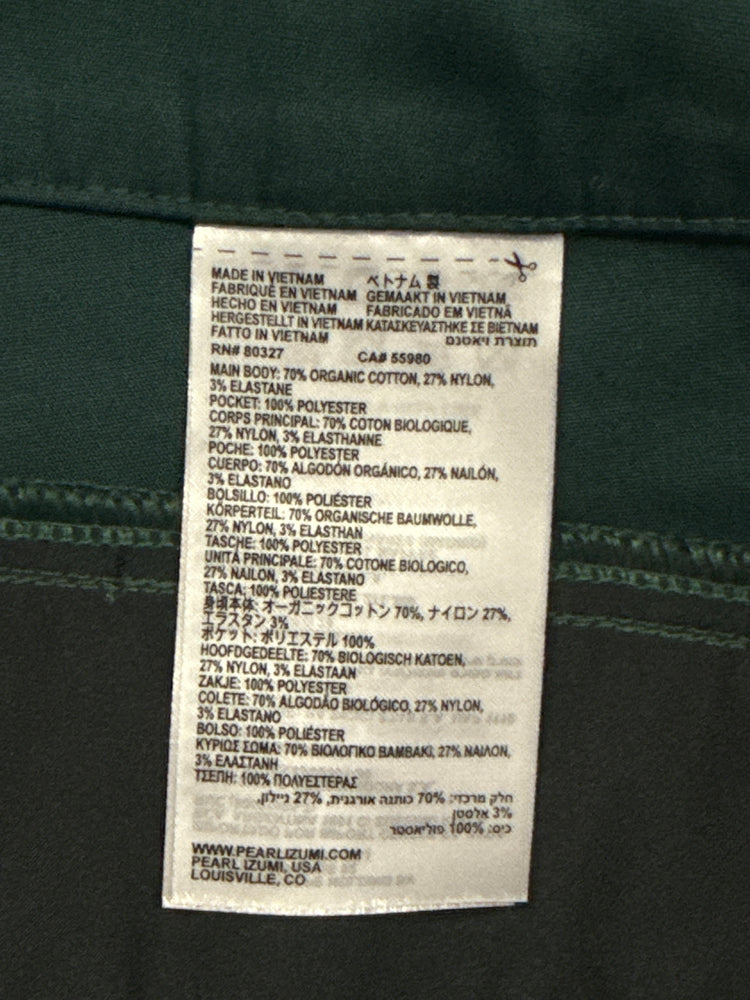 MADE IN VIETNAM
FABRIQUÉ EN VIETNAM
HECHO EN VIETNAM
HERGESTELLT IN VIETNAM
FATTO IN VIETNAM
ベトナム 製
GEMAAKT IN VIETNAM
FABRICADO EM VIETNÃ
ΚΑΤΑΣΚΕΥΑΣΤΗΚΕ ΣΕ ΒΙΕΤΝΑΜ
תוצרת ויאטנם
RN# 80327 CA# 55980
MAIN BODY: 70% ORGANIC COTTON, 27% NYLON,
3% ELASTANE
POCKET: 100% POLYESTER
CORPS PRINCIPAL: 70% COTON BIOLOGIQUE,
27% NYLON, 3% ELASTHANNE
POCHE: 100% POLYESTER
CUERPO: 70% ALGODÓN ORGÁNICO, 27% NAILÓN,
3% ELASTANO
BOLSILLO: 100% POLIÉSTER
KÖRPERTEIL: 70% ORGANISCHE BAUMWOLLE,
27% NYLON, 3% ELASTHAN
TASCHE: 100% POLYESTER
UNITÀ PRINCIPALE: 70% COTONE BIOLOGICO,
27% NAILON, 3% ELASTANO
TASCA: 100% POLIESTERE
身頃本体: オーガニックコットン 70%, ナイロン 27%,
エラスタン 3%
ポケット: ポリエステル 100%
HOOFDGEDEELTE: 70% BIOLOGISCH KATOEN,
27% NYLON, 3% ELASTAAN
ZAKJE: 100% POLYESTER
COLETE: 70% ALGODÃO BIOLÓGICO, 27% NYLON,
3% ELASTANO
BOLSO: 100% POLIÉSTER
ΚΥΡΙΩΣ ΣΩΜΑ: 70% ΒΙΟΛΟΓΙΚΟ ΒΑΜΒΑΚΙ, 27% ΝΑΙΛΟΝ,
3% ΕΛΑΣΤΑΝΗ
ΤΣΕΠΗ: 100% ΠΟΛΥΕΣΤΕΡΑΣ
חלק מרכזי: 70% כותנה אורגנית, 27% ניילון,
3% אלסטן
כיס: 100% פוליאסטר
WWW.PEARLIZUMI.COM
PEARL IZUMI, USA
LOUISVILLE, CO